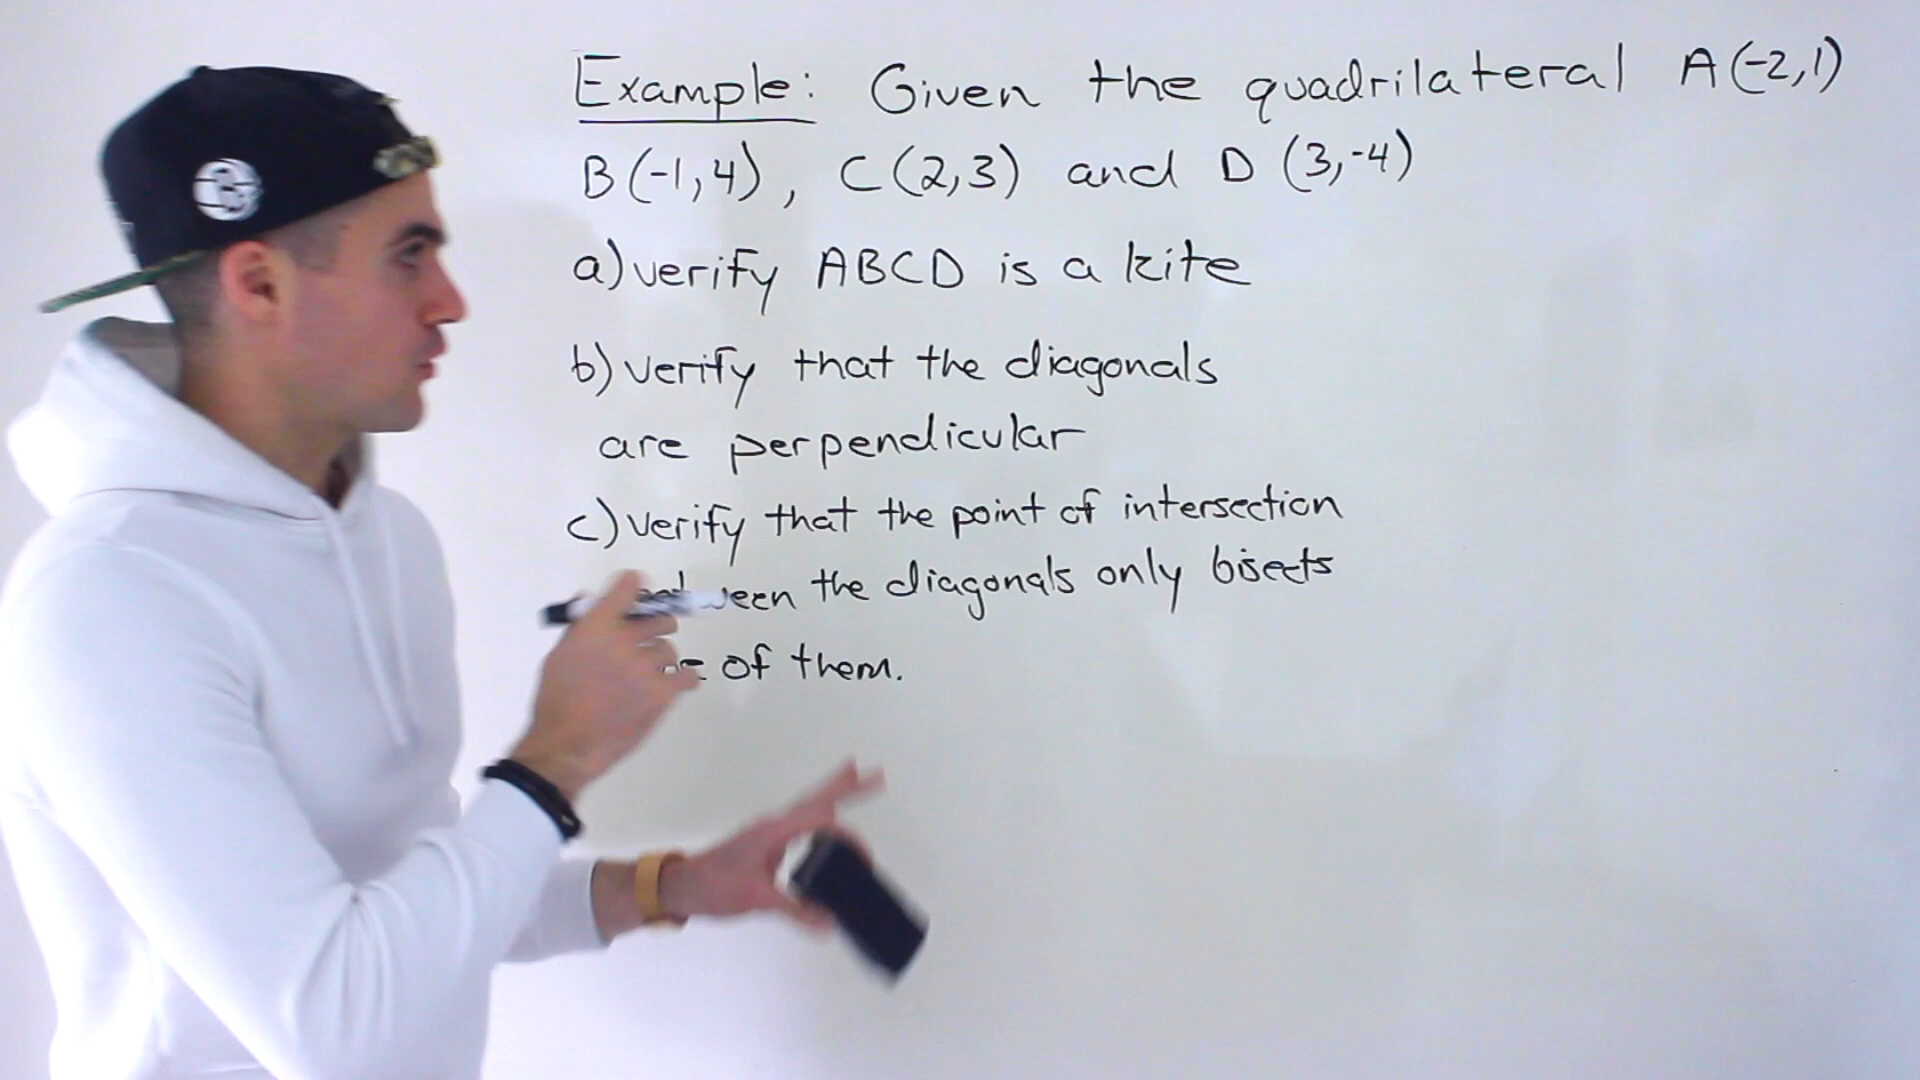 Example: Given the quadrilateral A(-2,1)
B(-1,4), C(2,3) and D(3,-4)
a) verify ABCD is a kite
b) verify that the diagonals
are perpendicular
c) verify that the point of intersection
the diagonals only bisects
of them.